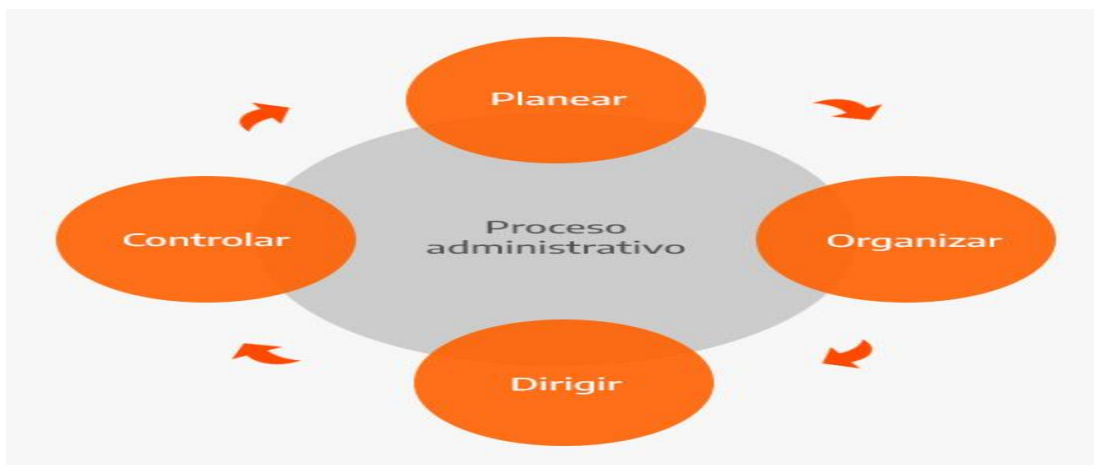 Planear
Controlar
Proceso
administrativo
Organizar
Dirigir